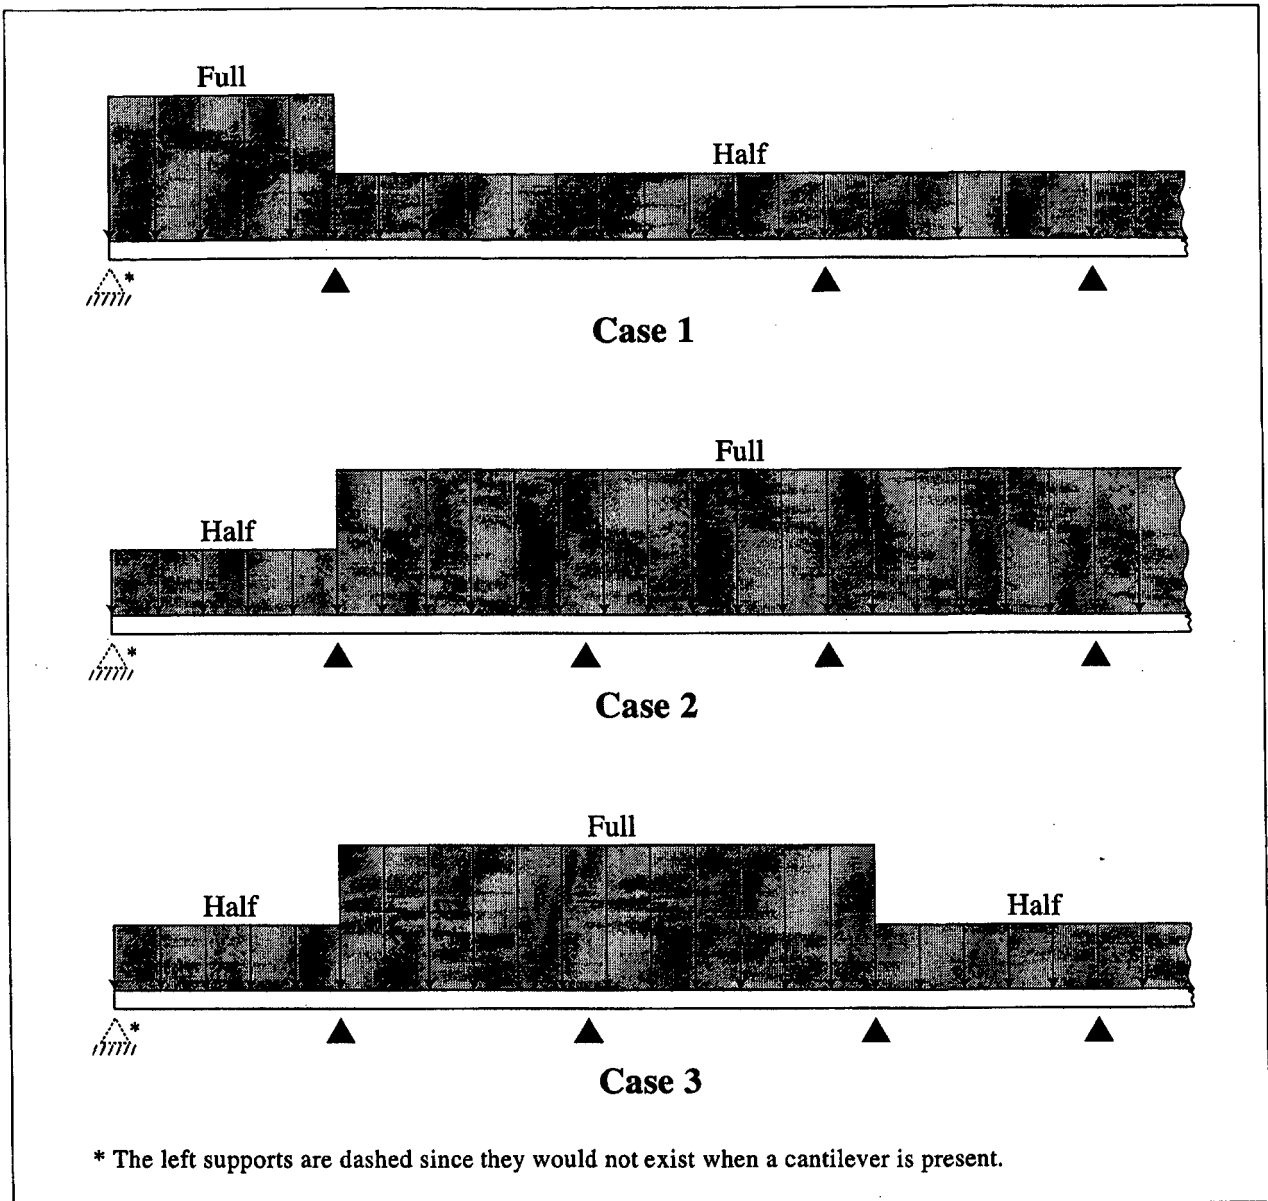 Full
Half
*
Case 1
Full
Half
*
Case 2
Full
Half
Half
*
Case 3
* The left supports are dashed since they would not exist when a cantilever is present.